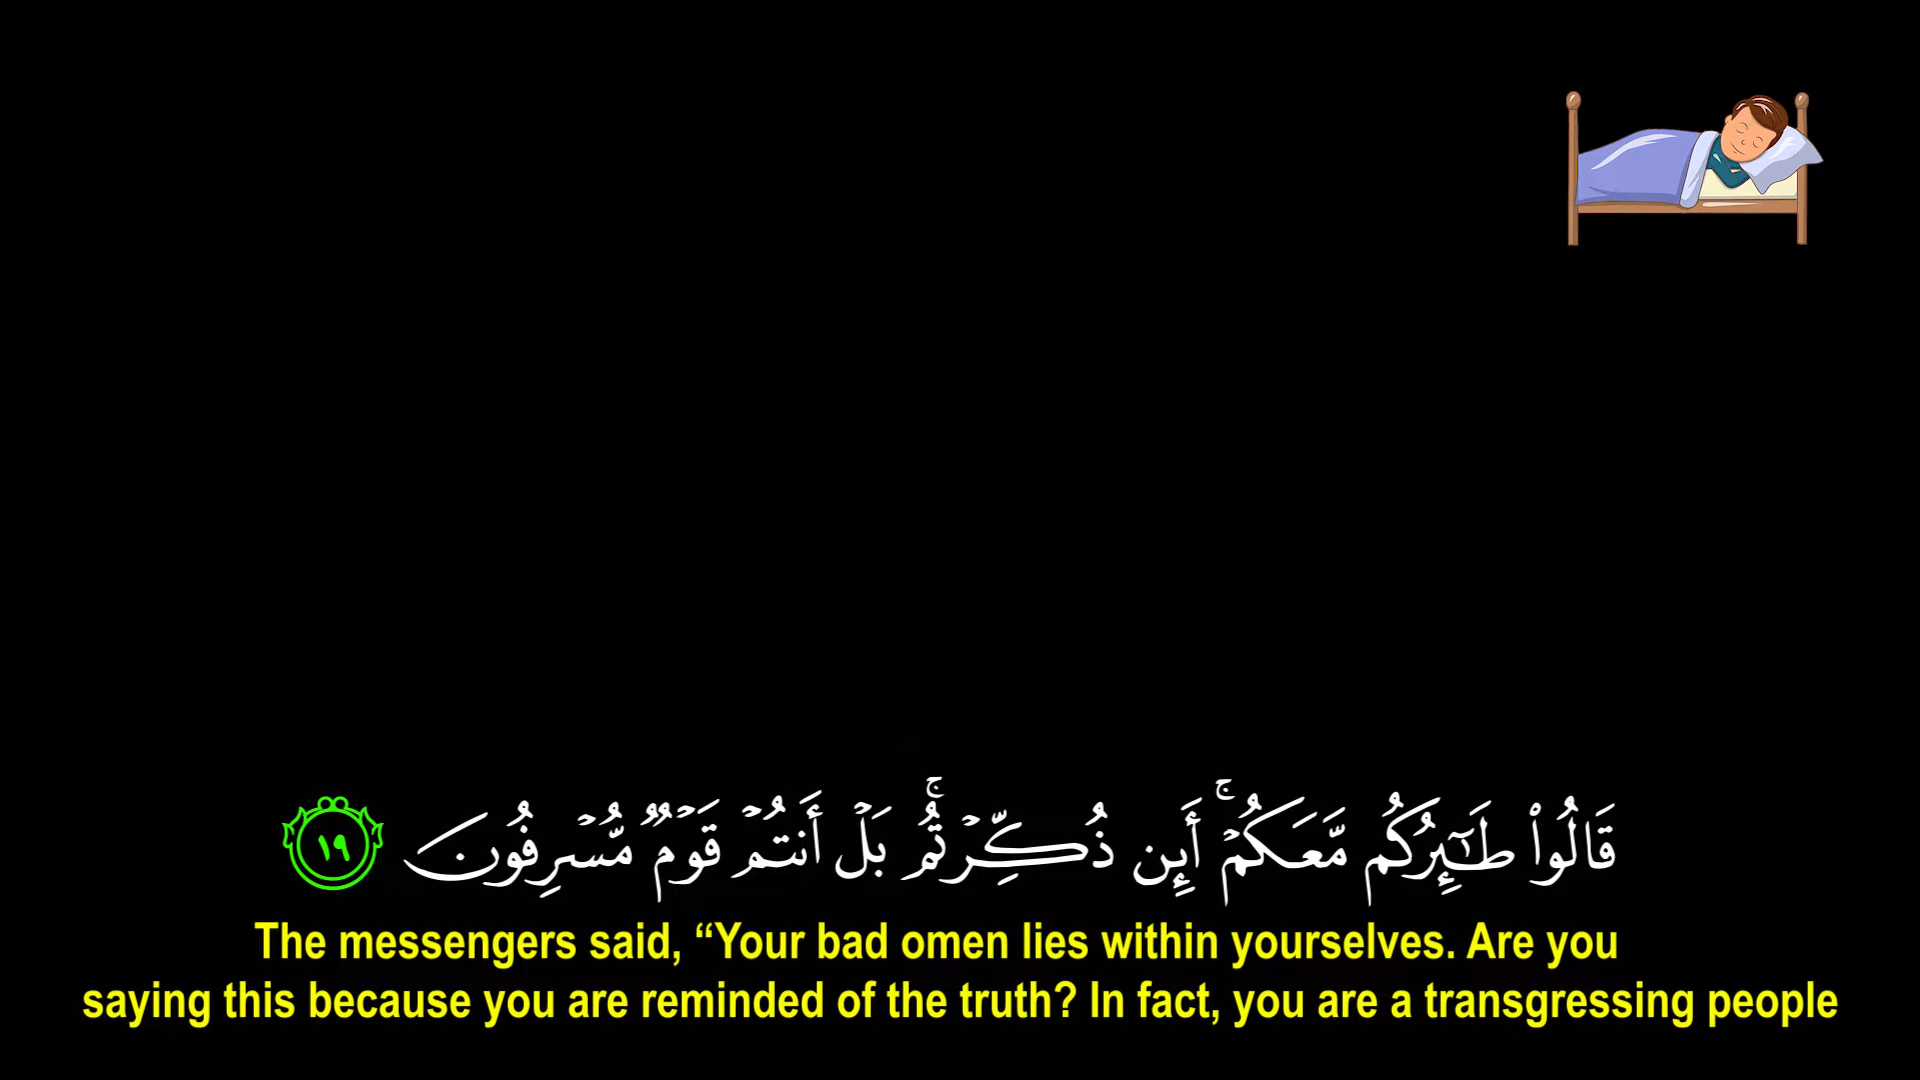 قَالُوا۟ طَـٰٓئِرُكُم مَّعَكُمْ ۚ أَئِن ذُكِّرْتُم ۚ بَلْ أَنتُمْ قَوْمٌ مُّسْرِفُونَ ١٩
The messengers said, “Your bad omen lies within yourselves. Are you
saying this because you are reminded of the truth? In fact, you are a transgressing people